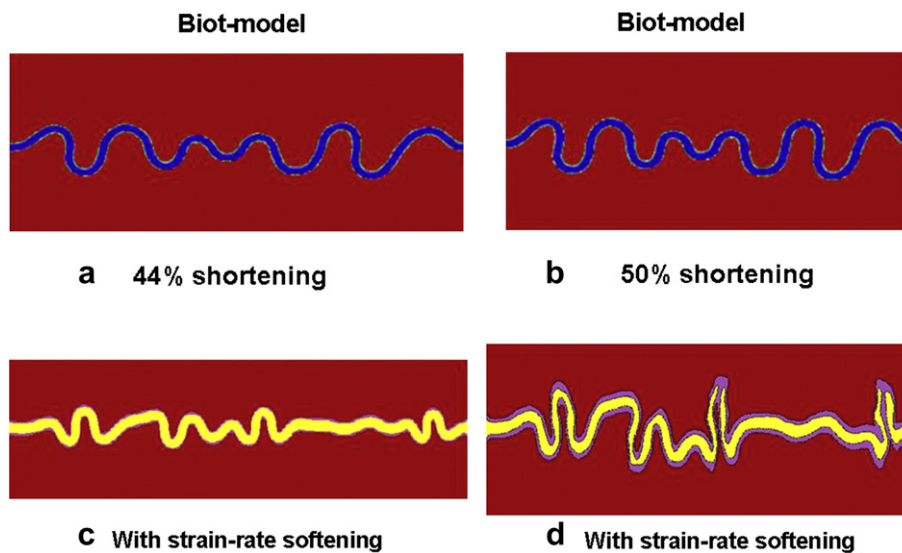 Biot-model
Biot-model
a 44% shortening
b 50% shortening
c With strain-rate softening
d With strain-rate softening